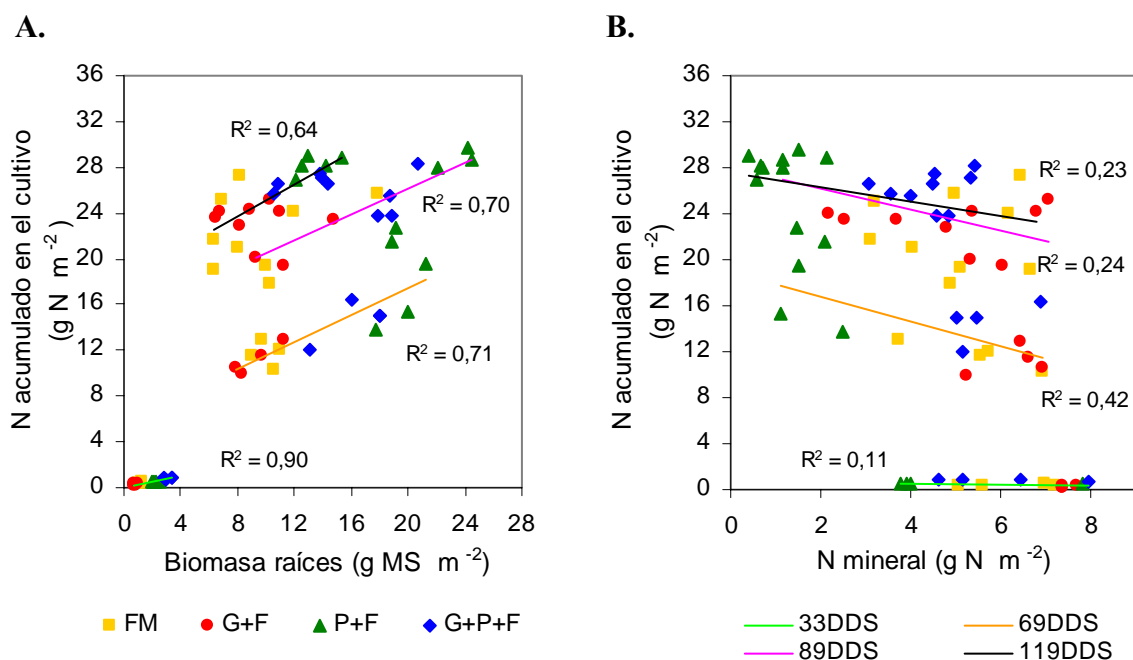 A.
N acumulado en el cultivo
(g N m -2)
36
32
28
24
20
16
12
8
4
0
R2 = 0,64
R2 = 0,70
R2 = 0,71
R2 = 0,90
0 4 8 12 16 20 24 28
Biomasa raíces (g MS m -2)
FM G+F P+F G+P+F
B.
N acumulado en el cultivo
(g N m -2)
36
32
28
24
20
16
12
8
4
0
R2 = 0,23
R2 = 0,24
R2 = 0,42
R2 = 0,11
0 2 4 6 8
N mineral (g N m -2)
33DDS 69DDS
89DDS 119DDS